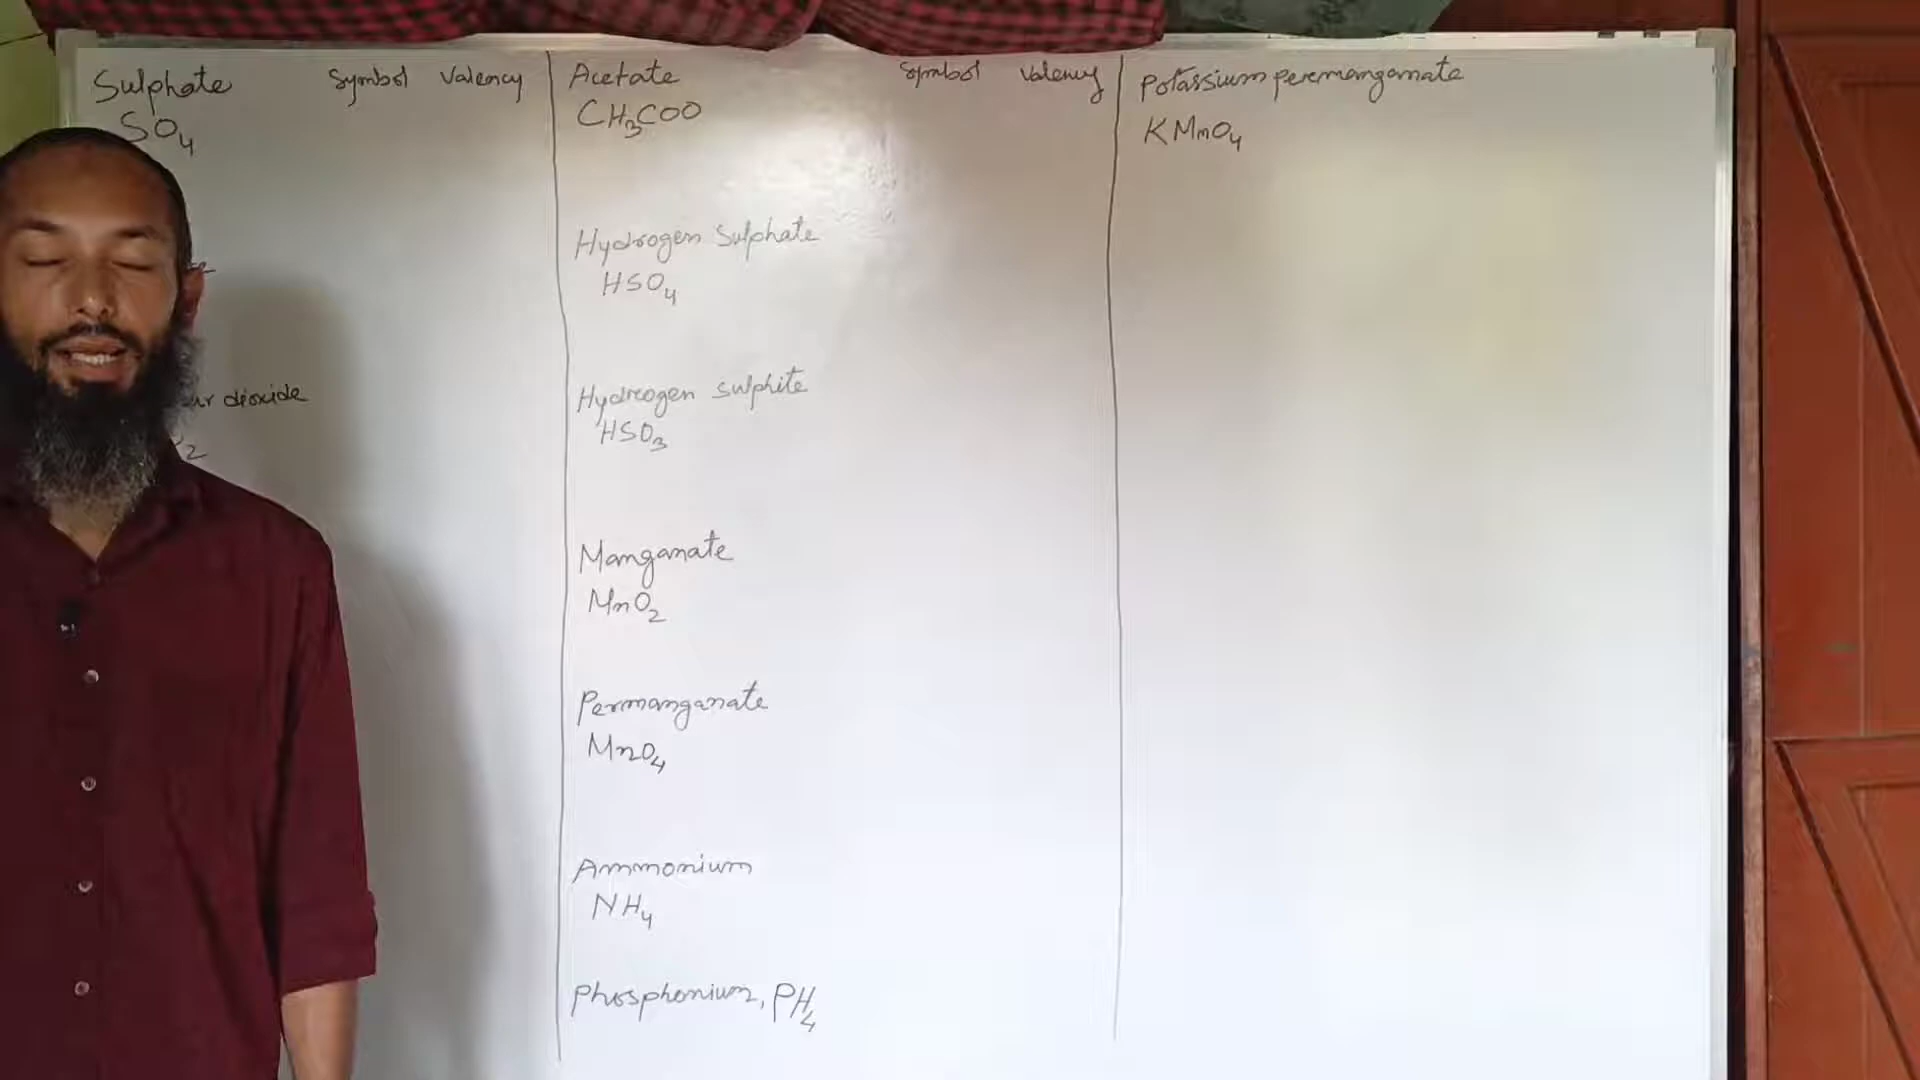 Sulphate Symbol Valency
SO4
dioxide
2
Acetate Symbol Valency
CH3COO
Hydrogen Sulphate
HSO4
Hydrogen sulphite
HSO3
Manganate
MnO2
Permanganate
MnO4
Ammonium
NH4
Phosphonium, PH4
Potassium permanganate
KMnO4